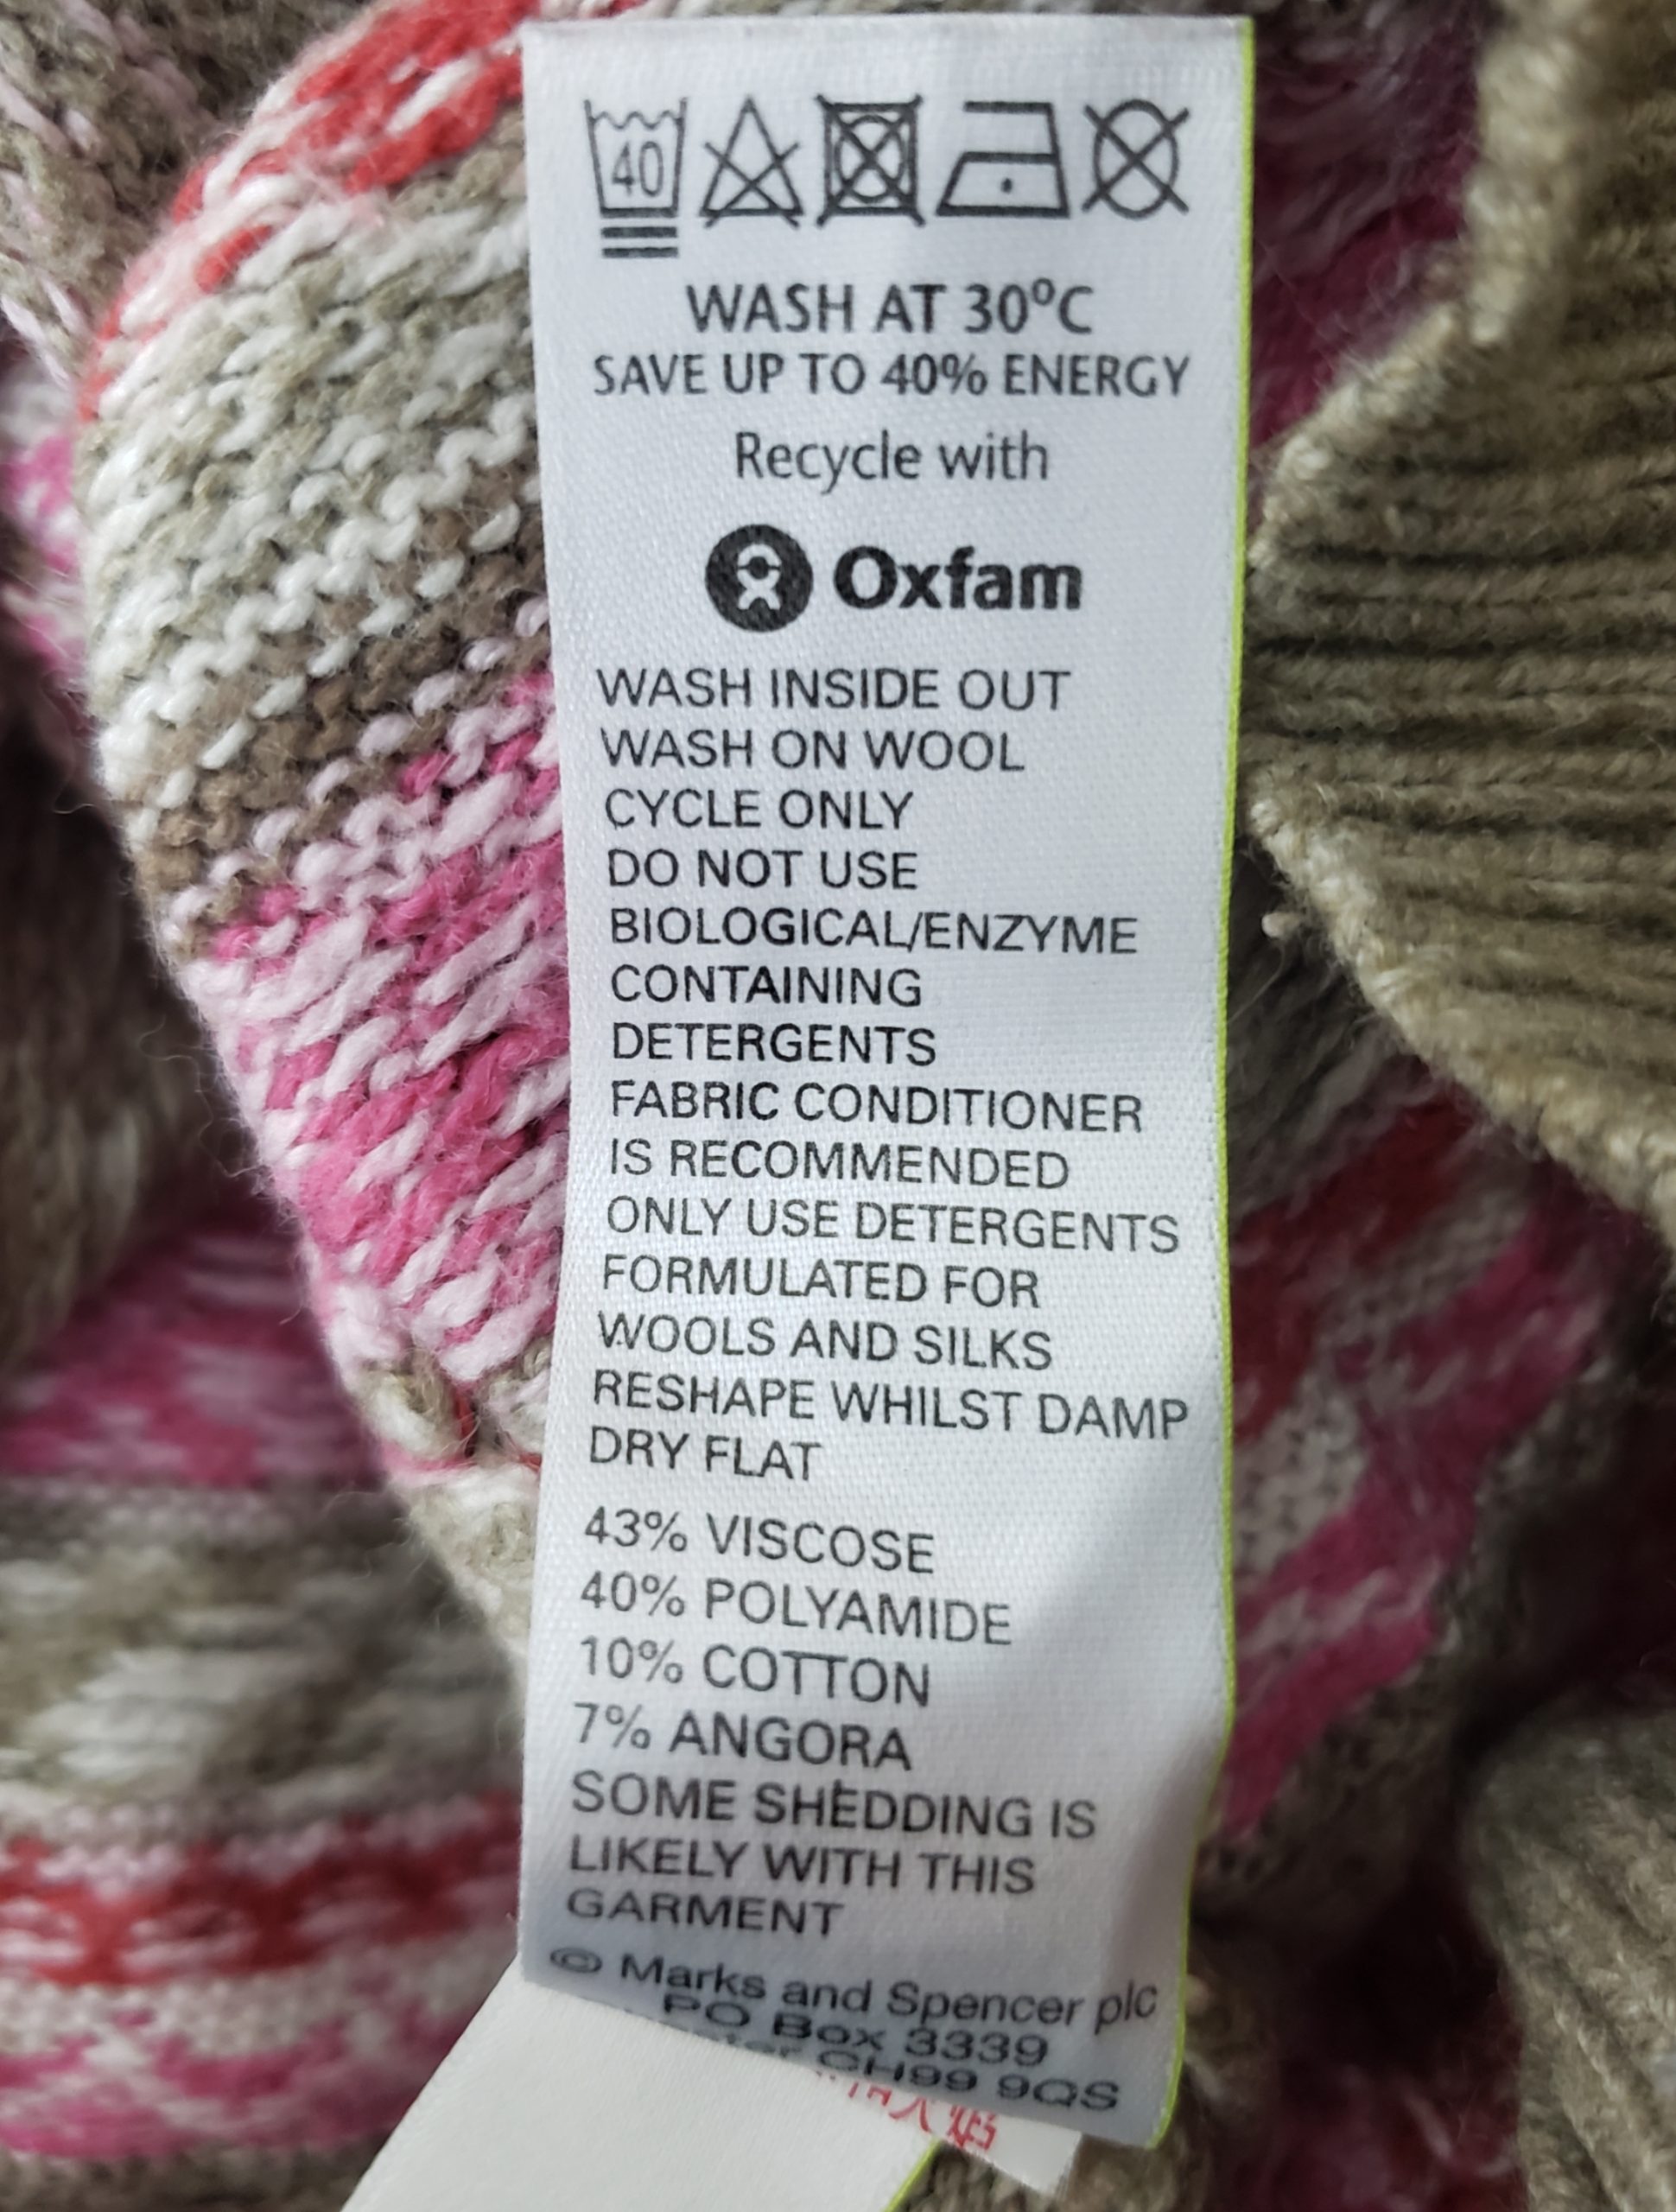 40
WASH AT 30°C
SAVE UP TO 40% ENERGY
Recycle with
Oxfam
WASH INSIDE OUT
WASH ON WOOL
CYCLE ONLY
DO NOT USE
BIOLOGICAL/ENZYME
CONTAINING
DETERGENTS
FABRIC CONDITIONER
IS RECOMMENDED
ONLY USE DETERGENTS
FORMULATED FOR
WOOLS AND SILKS
RESHAPE WHILST DAMP
DRY FLAT
43% VISCOSE
40% POLYAMIDE
10% COTTON
7% ANGORA
SOME SHEDDING IS
LIKELY WITH THIS
GARMENT
© Marks and Spencer plc
PO Box 3339
CH99 9QS